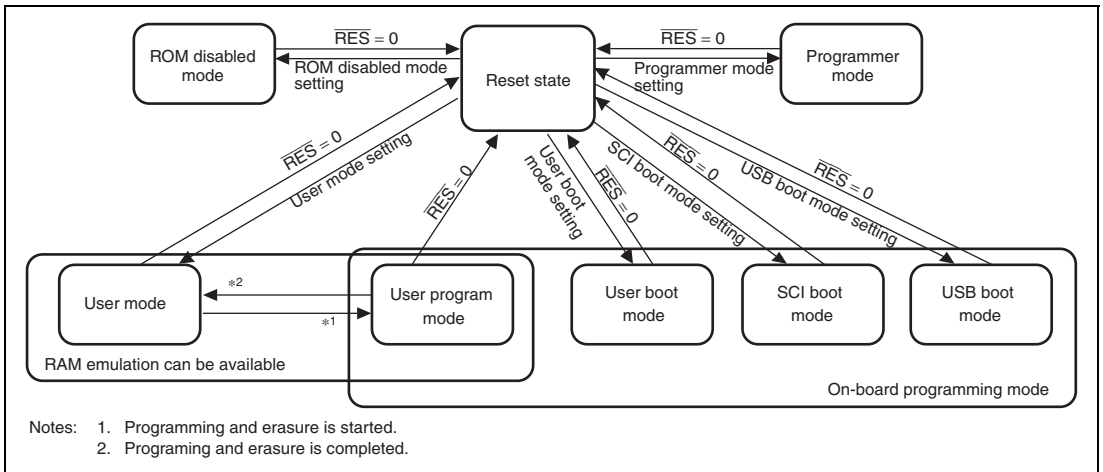 ROM disabled
mode
RES = 0
ROM disabled mode
setting
Reset state
RES = 0
Programmer mode
setting
Programmer
mode
RES = 0
User mode setting
RES = 0
User boot
mode setting
RES = 0
SCI boot mode setting
RES = 0
USB boot mode setting
RES = 0
User mode
*2
*1
User program
mode
User boot
mode
SCI boot
mode
USB boot
mode
RAM emulation can be available
On-board programming mode
Notes: 1. Programming and erasure is started.
2. Programing and erasure is completed.